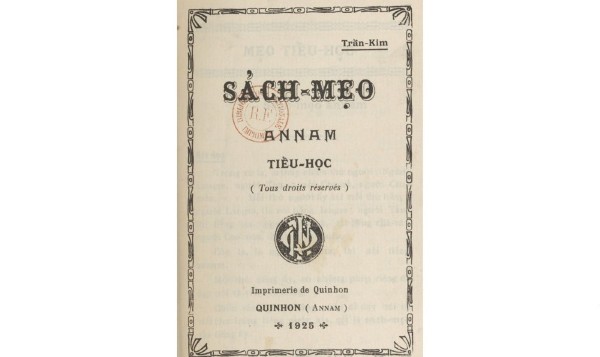 Trần-Kim
SÁCH-MẸO
ANNAM
TIỂU-HỌC
( Tous droits réservés )
Imprimerie de Quinhon
QUINHON ( ANNAM )
1925
R.F.